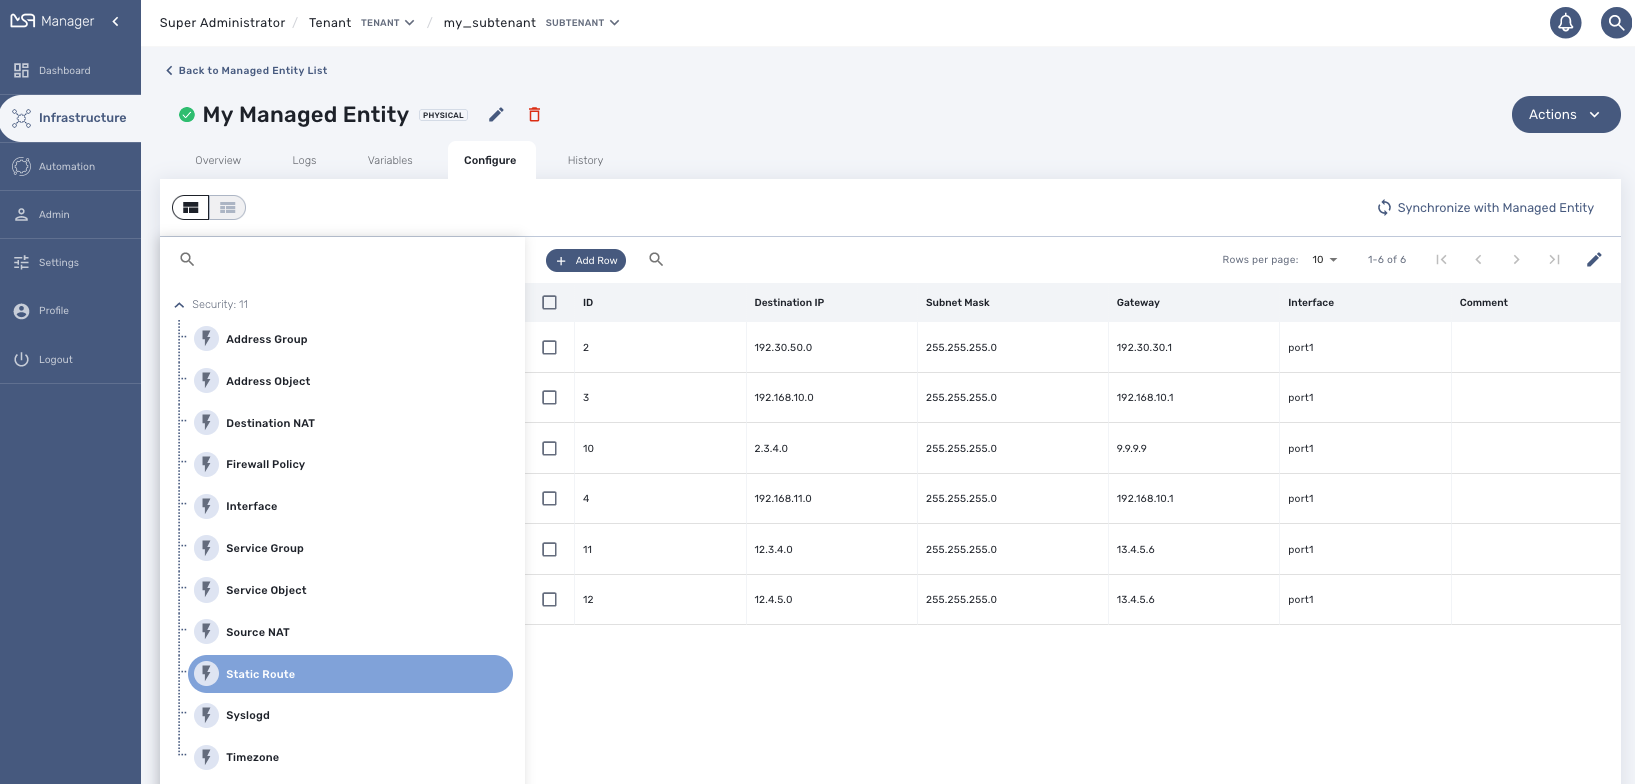 MSA Manager
Super Administrator / Tenant TENANT / my_subtenant SUBTENANT
Dashboard
Infrastructure
Automation
Admin
Settings
Profile
Logout
Back to Managed Entity List
My Managed Entity PHYSICAL
Actions
Overview Logs Variables Configure History
Synchronize with Managed Entity
Security: 11
Address Group
Address Object
Destination NAT
Firewall Policy
Interface
Service Group
Service Object
Source NAT
Static Route
Syslogd
Timezone
+ Add Row Rows per page: 10 1-6 of 6
ID Destination IP Subnet Mask Gateway Interface Comment
2 192.30.50.0 255.255.255.0 192.30.30.1 port1
3 192.168.10.0 255.255.255.0 192.168.10.1 port1
10 2.3.4.0 255.255.255.0 9.9.9.9 port1
4 192.168.11.0 255.255.255.0 192.168.10.1 port1
11 12.3.4.0 255.255.255.0 13.4.5.6 port1
12 12.4.5.0 255.255.255.0 13.4.5.6 port1